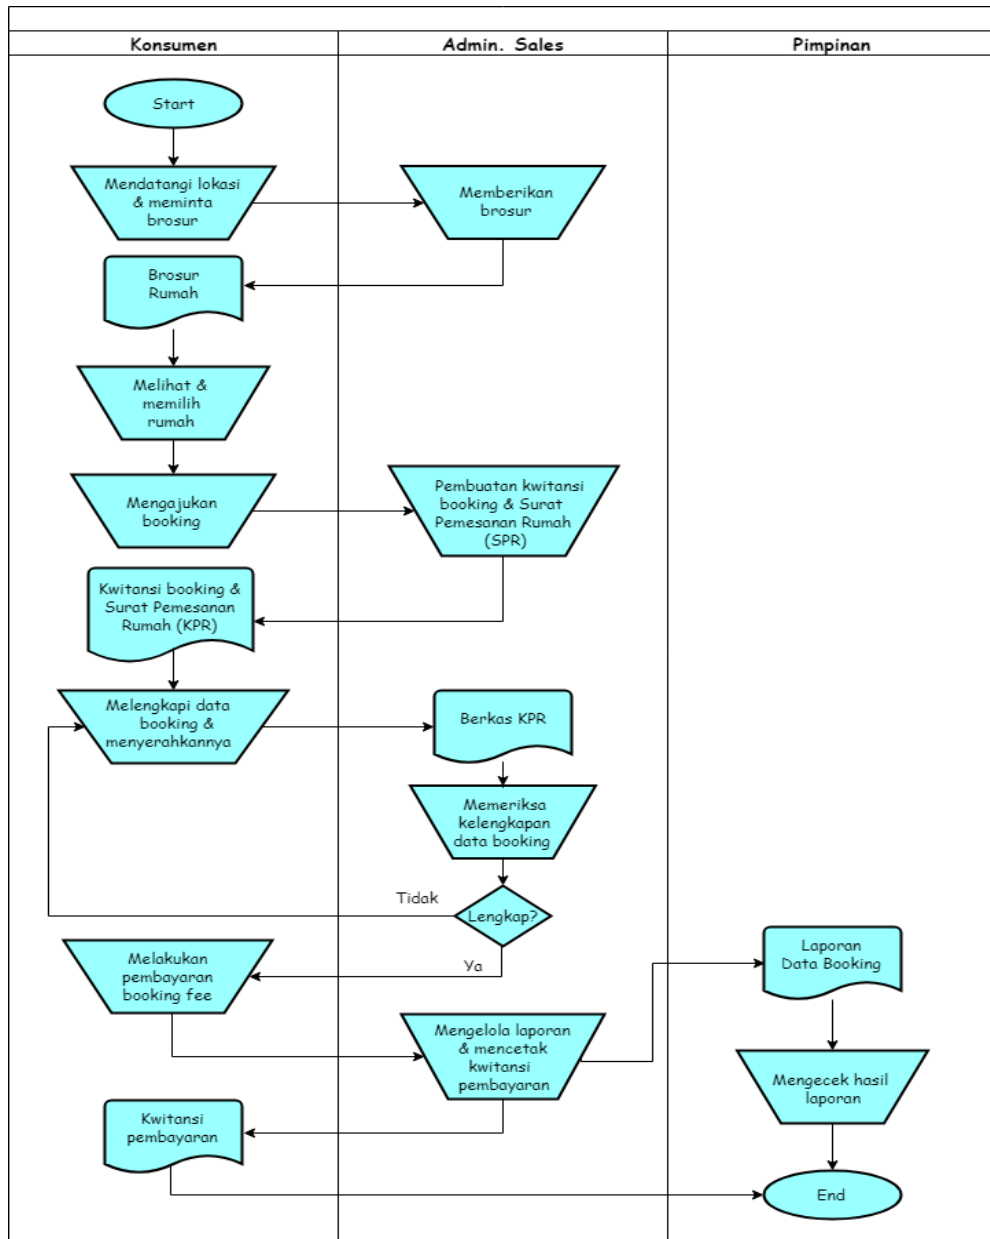 Konsumen
Admin. Sales
Pimpinan
Start
Mendatangi lokasi
& meminta
brosur
Memberikan
brosur
Brosur
Rumah
Melihat &
memilih
rumah
Mengajukan
booking
Pembuatan kwitansi
booking & Surat
Pemesanan Rumah
(SPR)
Kwitansi booking &
Surat Pemesanan
Rumah (KPR)
Melengkapi data
booking &
menyerahkannya
Berkas KPR
Memeriksa
kelengkapan
data booking
Tidak
Lengkap?
Ya
Melakukan
pembayaran
booking fee
Laporan
Data Booking
Mengelola laporan
& mencetak
kwitansi
pembayaran
Mengecek hasil
laporan
Kwitansi
pembayaran
End